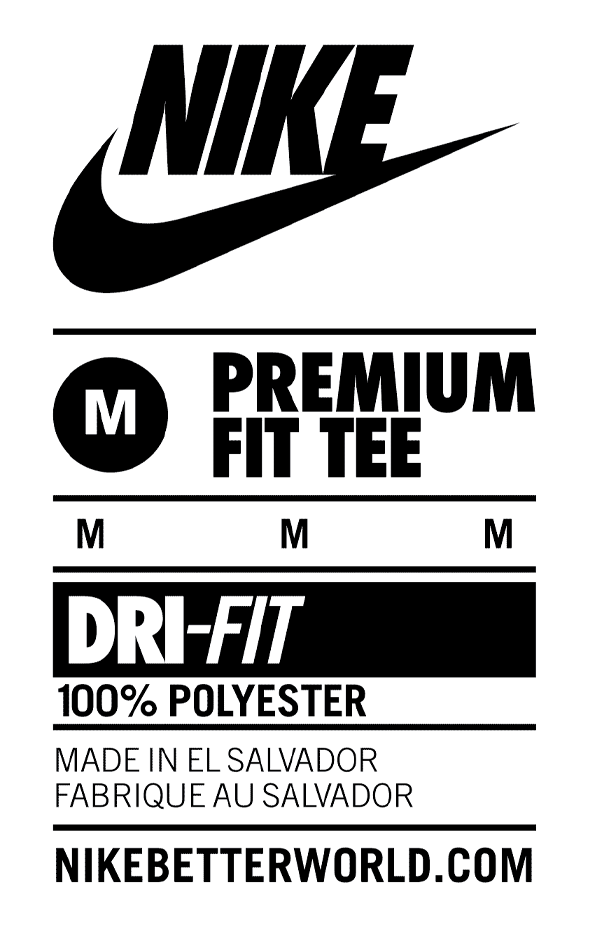 NIKE
M
PREMIUM
FIT TEE
M M M
DRI-FIT
100% POLYESTER
MADE IN EL SALVADOR
FABRIQUE AU SALVADOR
NIKEBETTERWORLD.COM